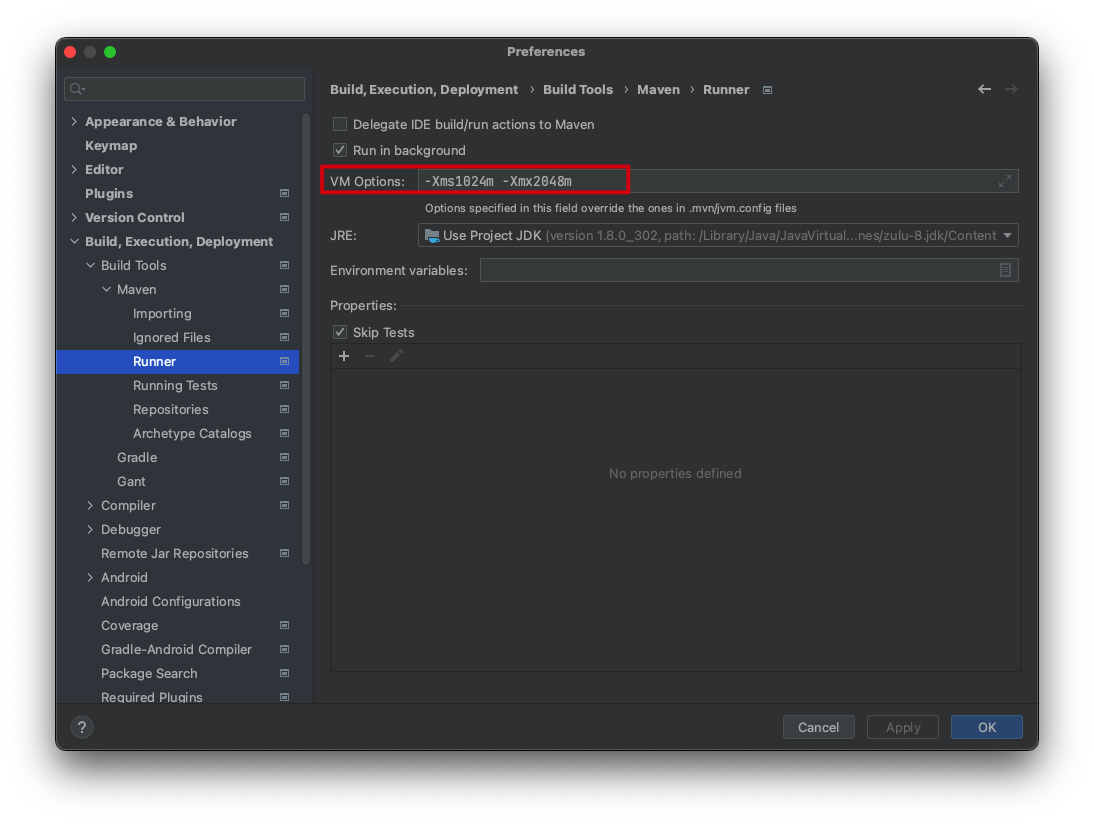 Preferences
Build, Execution, Deployment › Build Tools › Maven › Runner
Appearance & Behavior
Keymap
Editor
Plugins
Version Control
Build, Execution, Deployment
Build Tools
Maven
Importing
Ignored Files
Runner
Running Tests
Repositories
Archetype Catalogs
Gradle
Gant
Compiler
Debugger
Remote Jar Repositories
Android
Android Configurations
Coverage
Gradle-Android Compiler
Package Search
Required Plugins
Delegate IDE build/run actions to Maven
Run in background
VM Options: -Xms1024m -Xmx2048m
Options specified in this field override the ones in .mvn/jvm.config files
JRE: Use Project JDK (version 1.8.0_302, path: /Library/Java/JavaVirtual...nes/zulu-8.jdk/Content
Environment variables:
Properties:
Skip Tests
No properties defined
?
Cancel
Apply
OK